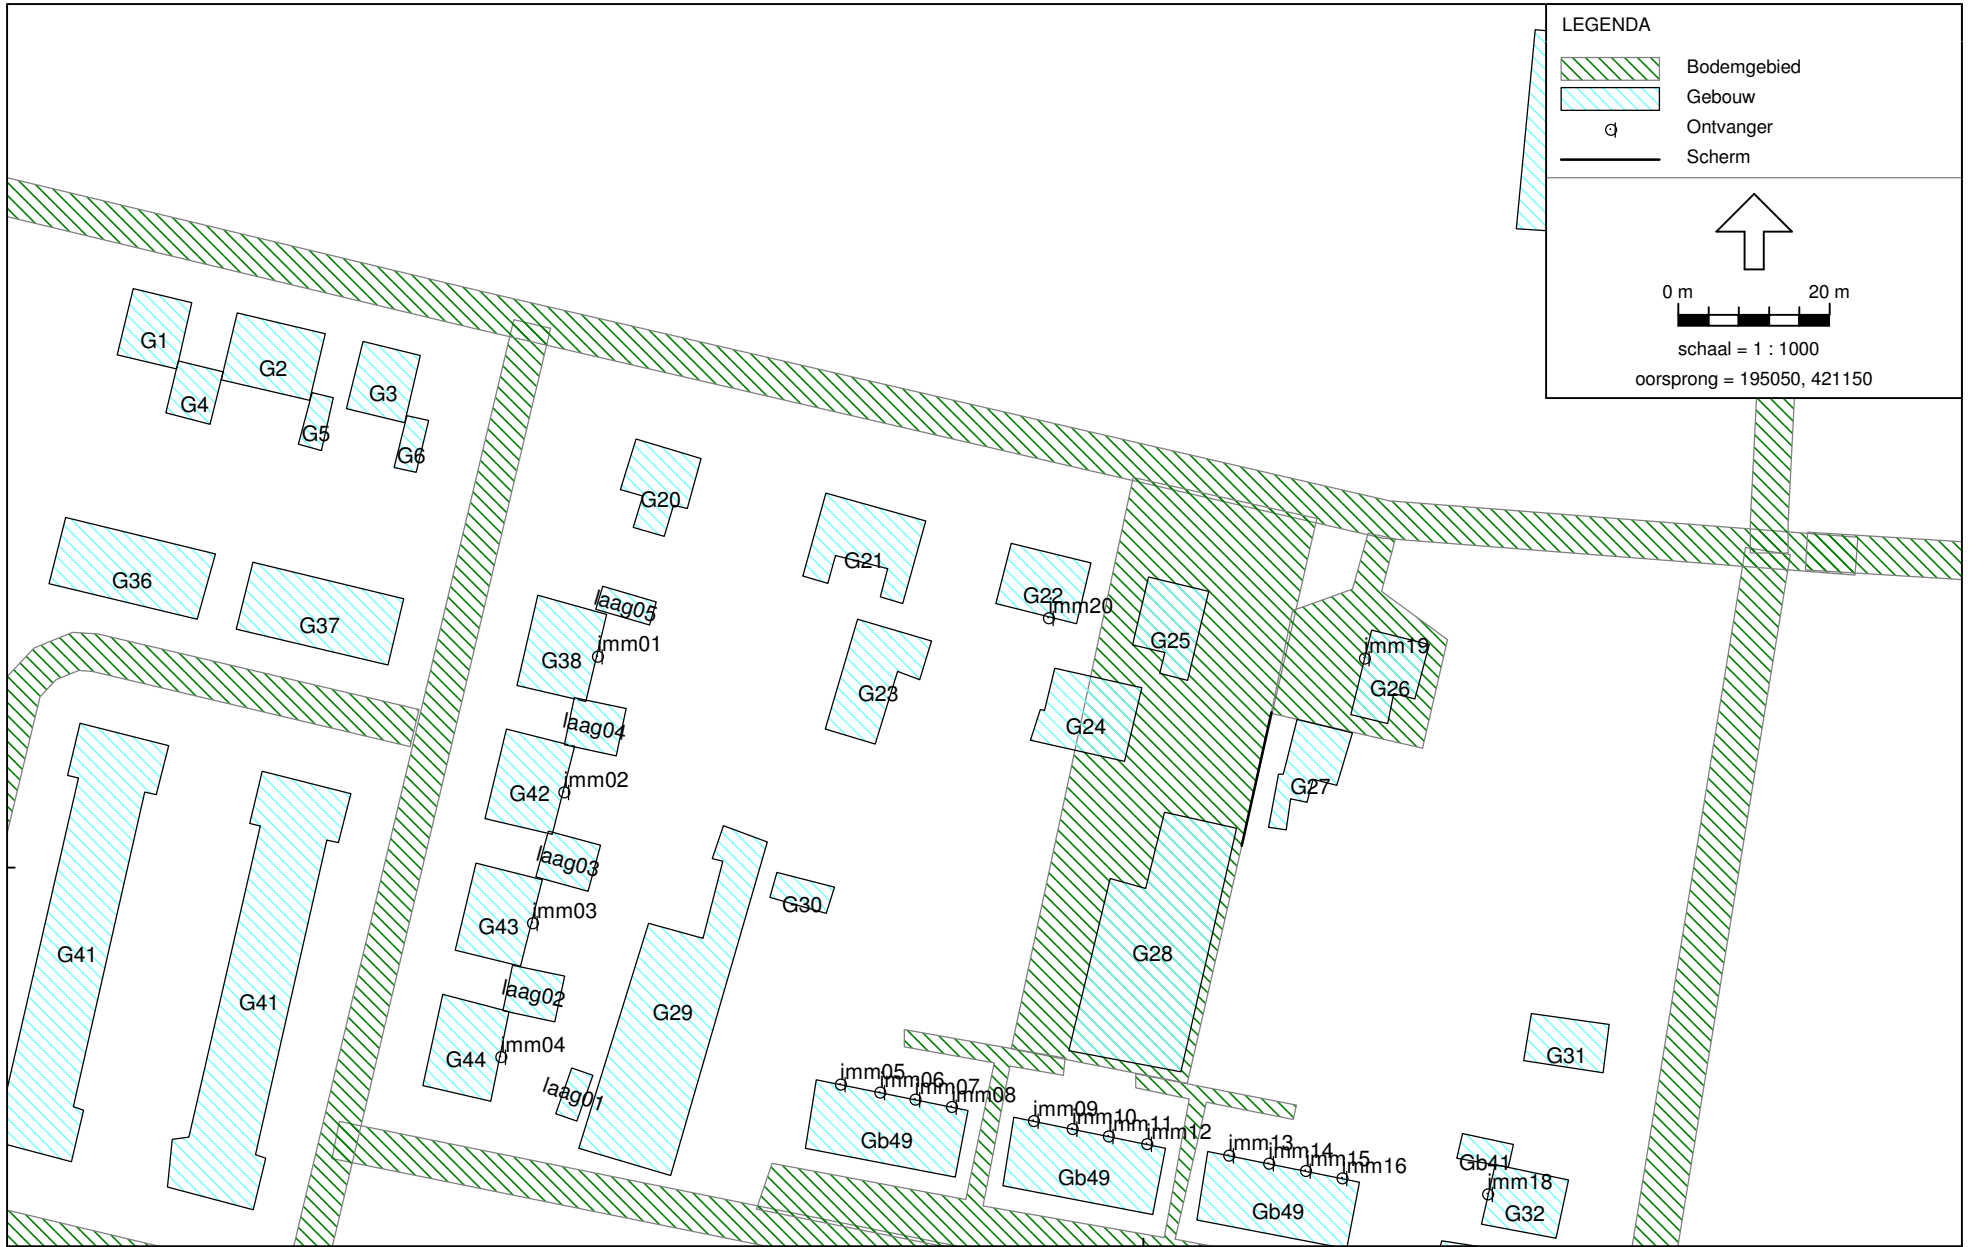 LEGENDA
Bodemgebied
Gebouw
Ontvanger
Scherm
0 m 20 m
schaal = 1 : 1000
oorsprong = 195050, 421150
G1
G2
G3
G4
G5
G6
G20
G21
G22
imm20
G36
G37
laag05
G38
imm01
G23
G25
imm19
G26
laag04
G24
G42
imm02
G27
laag03
G30
G43
imm03
G41
G28
laag02
G41
G29
G44
imm04
G31
laag01
imm05
imm06
imm07
imm08
Gb49
imm09
imm10
imm11
imm12
Gb49
imm13
imm14
imm15
imm16
Gb49
Gb41
imm18
G32